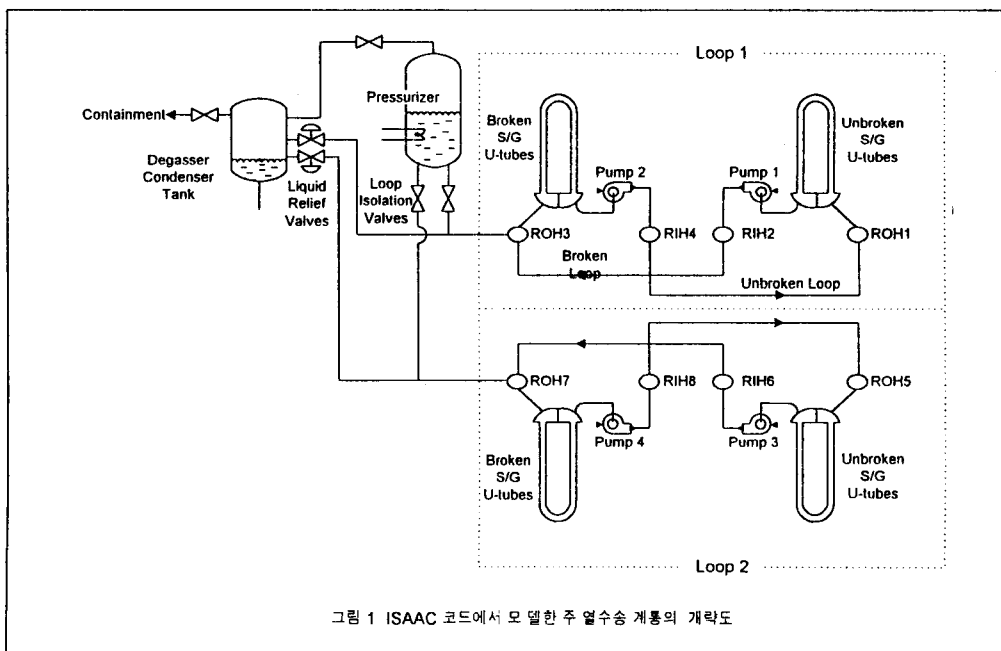 Loop 1
Pressurizer
Containment
Degasser
Condenser
Tank
Liquid
Relief
Valves
Loop
Isolation
Valves
Broken
S/G
U-tubes
Pump 2
Pump 1
Unbroken
S/G
U-tubes
ROH3
RIH4
RIH2
ROH1
Broken
Loop
Unbroken Loop
ROH7
RIH8
RIH6
ROH5
Broken
S/G
U-tubes
Pump 4
Pump 3
Unbroken
S/G
U-tubes
Loop 2
그림 1 ISAAC 코드에서 모 델한 주 열수송 계통의 개략도